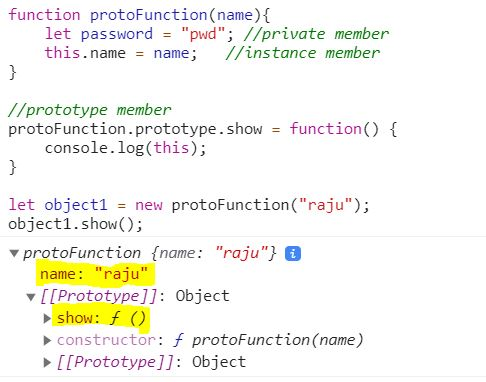 function protoFunction(name){
    let password = "pwd"; //private member
    this.name = name;   //instance member
}

//prototype member
protoFunction.prototype.show = function() {
    console.log(this);
}

let object1 = new protoFunction("raju");
object1.show();
▼protoFunction {name: "raju"} i
    name: "raju"
  ▼[[Prototype]]: Object
    ▶show: ƒ ()
    ▶constructor: ƒ protoFunction(name)
    ▶[[Prototype]]: Object